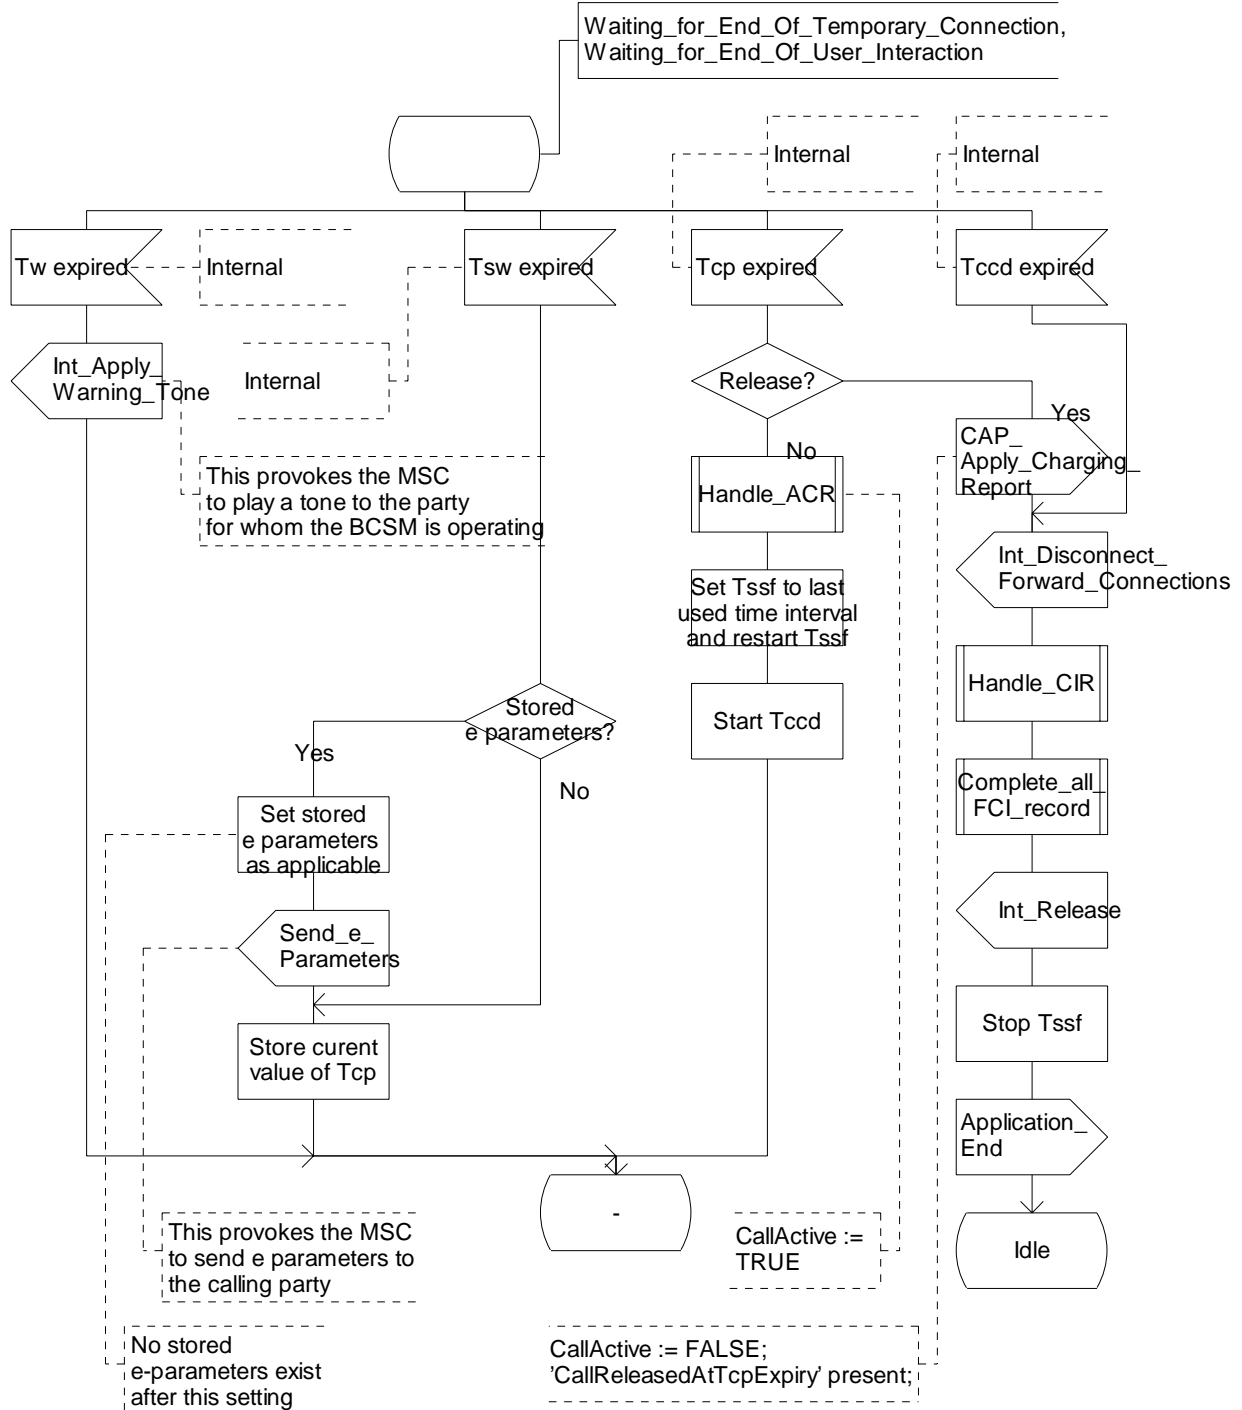 Waiting_for_End_Of_Temporary_Connection,
Waiting_for_End_Of_User_Interaction
Internal
Internal
Tw expired
Internal
Tsw expired
Tcp expired
Tccd expired
Int_Apply_
Warning_Tone
Internal
Release?
Yes
No
CAP_
Apply_Charging_
Report
This provokes the MSC
to play a tone to the party
for whom the BCSM is operating
Handle_ACR
Int_Disconnect_
Forward_Connections
Set Tssf to last
used time interval
and restart Tssf
Handle_CIR
Stored
e parameters?
Start Tccd
Yes
No
Complete_all_
FCI_record
Set stored
e parameters
as applicable
Int_Release
Send_e_
Parameters
Stop Tssf
Store curent
value of Tcp
Application_
End
-
This provokes the MSC
to send e parameters to
the calling party
CallActive :=
TRUE
Idle
No stored
e-parameters exist
after this setting
CallActive := FALSE;
’CallReleasedAtTcpExpiry’ present;